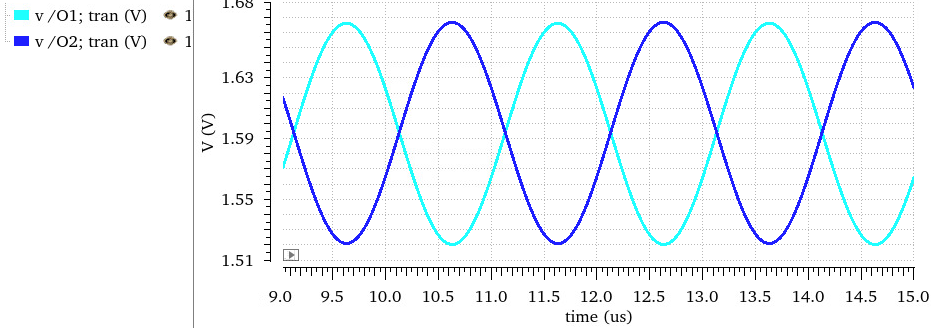 v /O1; tran (V) 1
v /O2; tran (V) 1
V (V)
1.68
1.63
1.59
1.55
1.51
9.0 9.5 10.0 10.5 11.0 11.5 12.0 12.5 13.0 13.5 14.0 14.5 15.0
time (us)